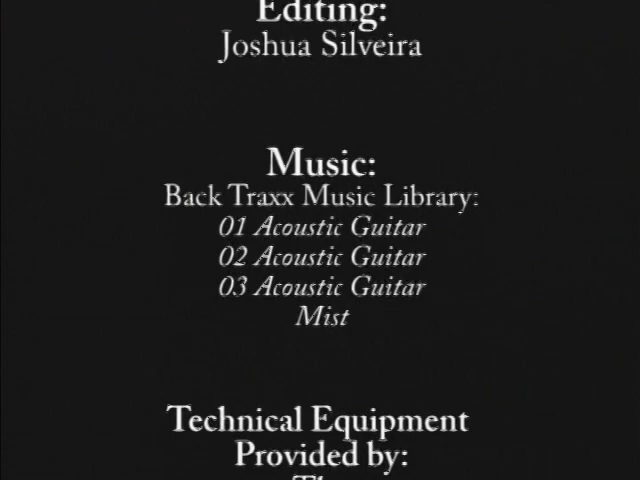 Editing:
Joshua Silveira
Music:
Back Traxx Music Library:
01 Acoustic Guitar
02 Acoustic Guitar
03 Acoustic Guitar
Mist
Technical Equipment
Provided by: